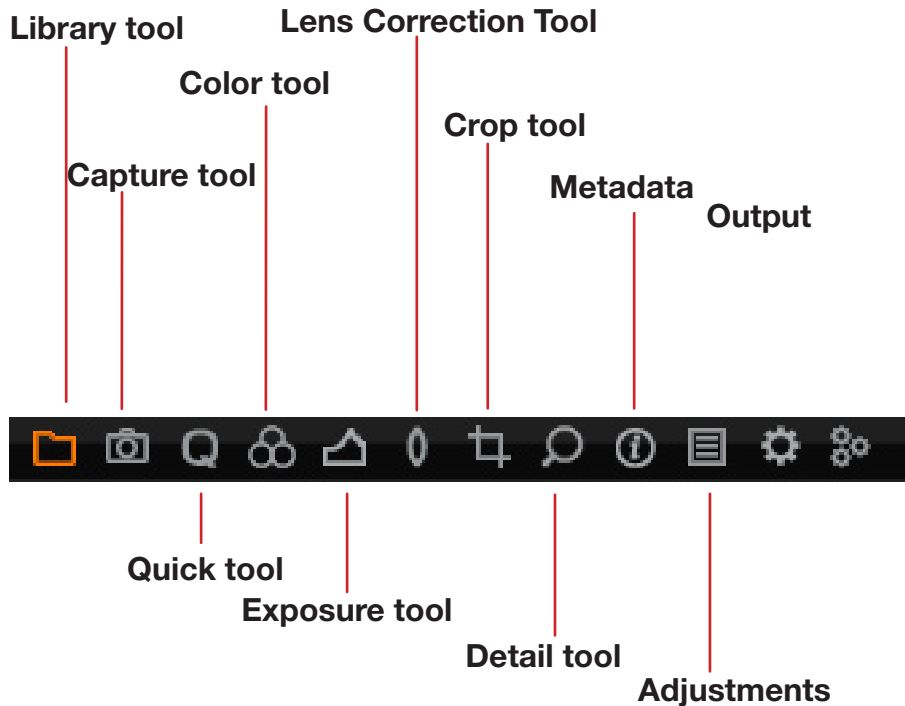 Library tool
Lens Correction Tool
Color tool
Crop tool
Capture tool
Metadata
Output
Q
i
Quick tool
Exposure tool
Detail tool
Adjustments